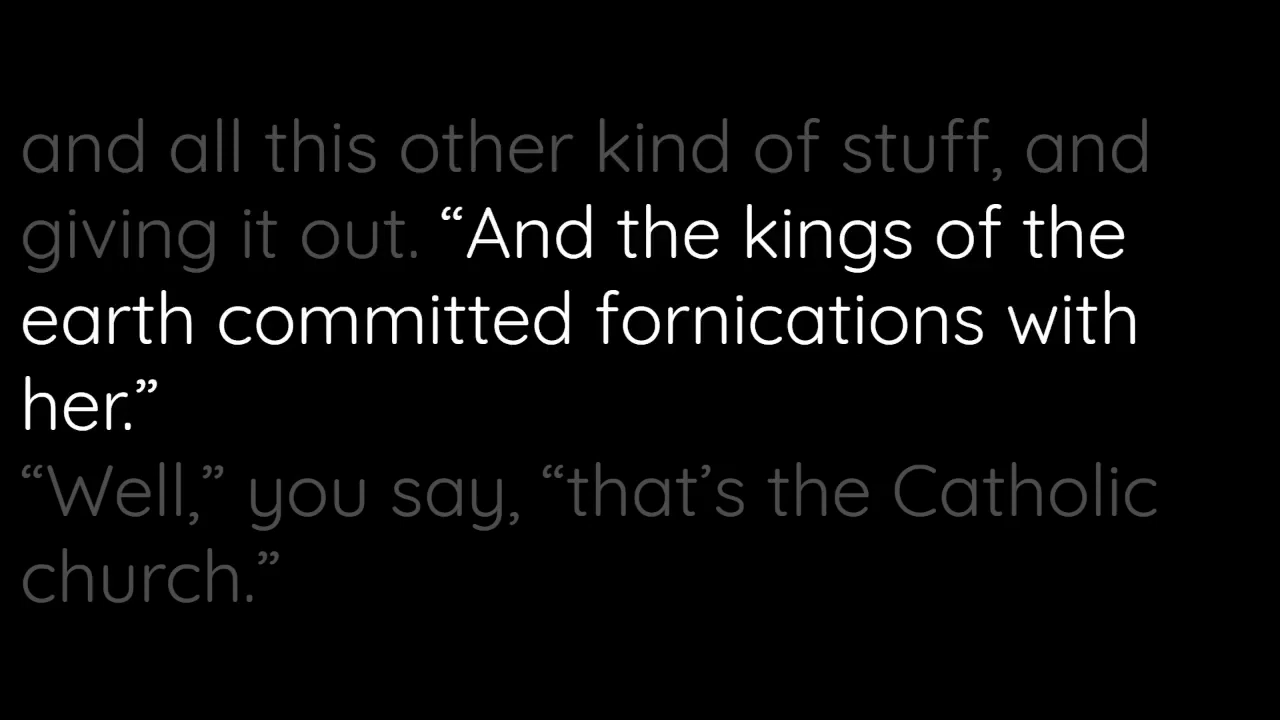 and all this other kind of stuff, and
giving it out. “And the kings of the
earth committed fornications with
her.”
“Well,” you say, “that’s the Catholic
church.”